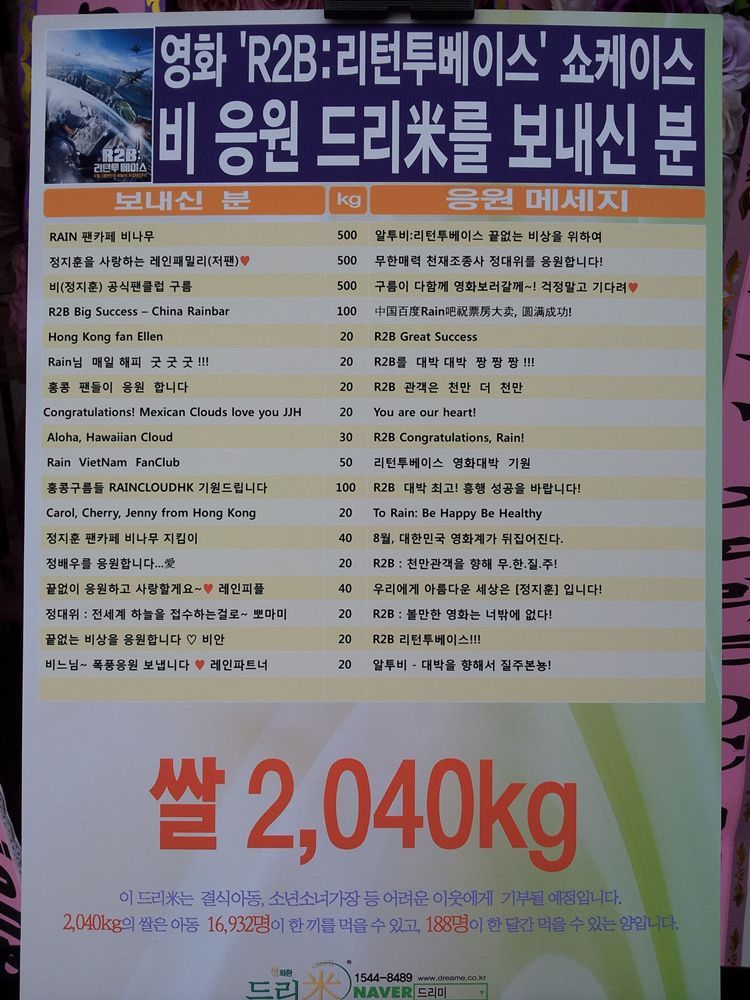 영화 'R2B:리턴투베이스' 쇼케이스
비 응원 드리米를 보내신 분
R2B:
리턴투베이스
보내신 분 kg 응원 메세지
RAIN 팬카페 비나무 500 알투비:리턴투베이스 끝없는 비상을 위하여
정지훈을 사랑하는 레인패밀리(저팬)♥ 500 무한매력 천재조종사 정대위를 응원합니다!
비(정지훈) 공식팬클럽 구름 500 구름이 다함께 영화보러갈께~! 걱정말고 기다려♥
R2B Big Success – China Rainbar 100 中国百度Rain吧祝票房大卖, 圆满成功!
Hong Kong fan Ellen 20 R2B Great Success
Rain님 매일 해피 굿 굿 굿 !!! 20 R2B를 대박 대박 짱 짱 짱 !!!
홍콩 팬들이 응원 합니다 20 R2B 관객은 천만 더 천만
Congratulations! Mexican Clouds love you JJH 20 You are our heart!
Aloha, Hawaiian Cloud 30 R2B Congratulations, Rain!
Rain VietNam FanClub 50 리턴투베이스 영화대박 기원
홍콩구름들 RAINCLOUDHK 기원드립니다 100 R2B 대박 최고! 흥행 성공을 바랍니다!
Carol, Cherry, Jenny from Hong Kong 20 To Rain: Be Happy Be Healthy
정지훈 팬카페 비나무 지킴이 40 8월, 대한민국 영화계가 뒤집어진다.
정배우를 응원합니다...愛 20 R2B : 천만관객을 향해 무.한.질.주!
끝없이 응원하고 사랑할게요~♥ 레인피플 40 우리에게 아름다운 세상은 [정지훈] 입니다!
정대위 : 전세계 하늘을 접수하는걸로~ 뽀마미 20 R2B : 볼만한 영화는 너밖에 없다!
끝없는 비상을 응원합니다 ♡ 비안 20 R2B 리턴투베이스!!!
비느님~ 폭풍응원 보냅니다 ♥ 레인파트너 20 알투비 - 대박을 향해서 질주본능!
쌀 2,040kg
이 드리米는 결식아동, 소년소녀가장 등 어려운 이웃에게 기부될 예정입니다.
2,040kg의 쌀은 아동 16,932명이 한 끼를 먹을 수 있고, 188명이 한 달간 먹을 수 있는 양입니다.
쌀화환
드리米 1544-8489 www.dreame.co.kr
NAVER 드리미